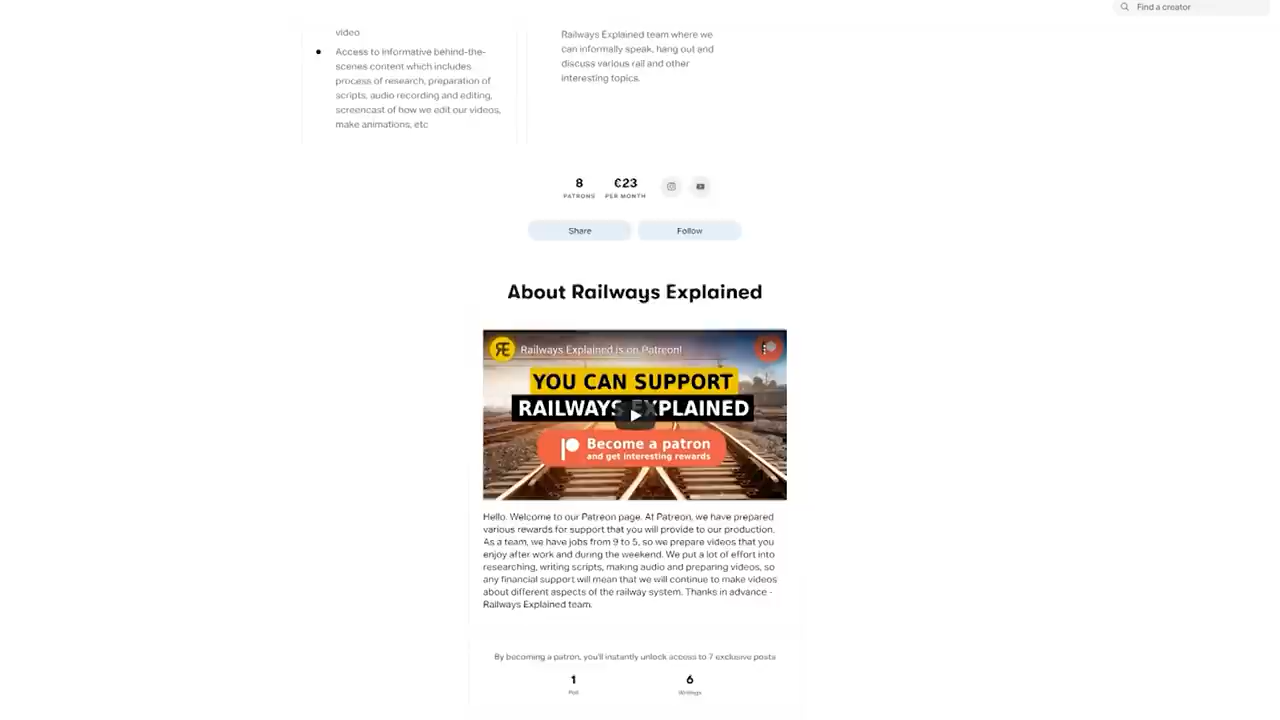 Find a creator
video
Access to informative behind-the-
scenes content which includes
process of research, preparation of
scripts, audio recording and editing,
screencast of how we edit our videos,
make animations, etc
Railways Explained team where we
can informally speak, hang out and
discuss various rail and other
interesting topics.
8
PATRONS
€23
PER MONTH
Share
Follow
About Railways Explained
RE
Railways Explained is on Patreon!
YOU CAN SUPPORT
RAILWAYS EXPLAINED
Become a patron
and get interesting rewards
Hello. Welcome to our Patreon page. At Patreon, we have prepared
various rewards for support that you will provide to our production.
As a team, we have jobs from 9 to 5, so we prepare videos that you
enjoy after work and during the weekend. We put a lot of effort into
researching, writing scripts, making audio and preparing videos, so
any financial support will mean that we will continue to make videos
about different aspects of the railway system. Thanks in advance -
Railways Explained team.
By becoming a patron, you'll instantly unlock access to 7 exclusive posts
1
Poll
6
Writings